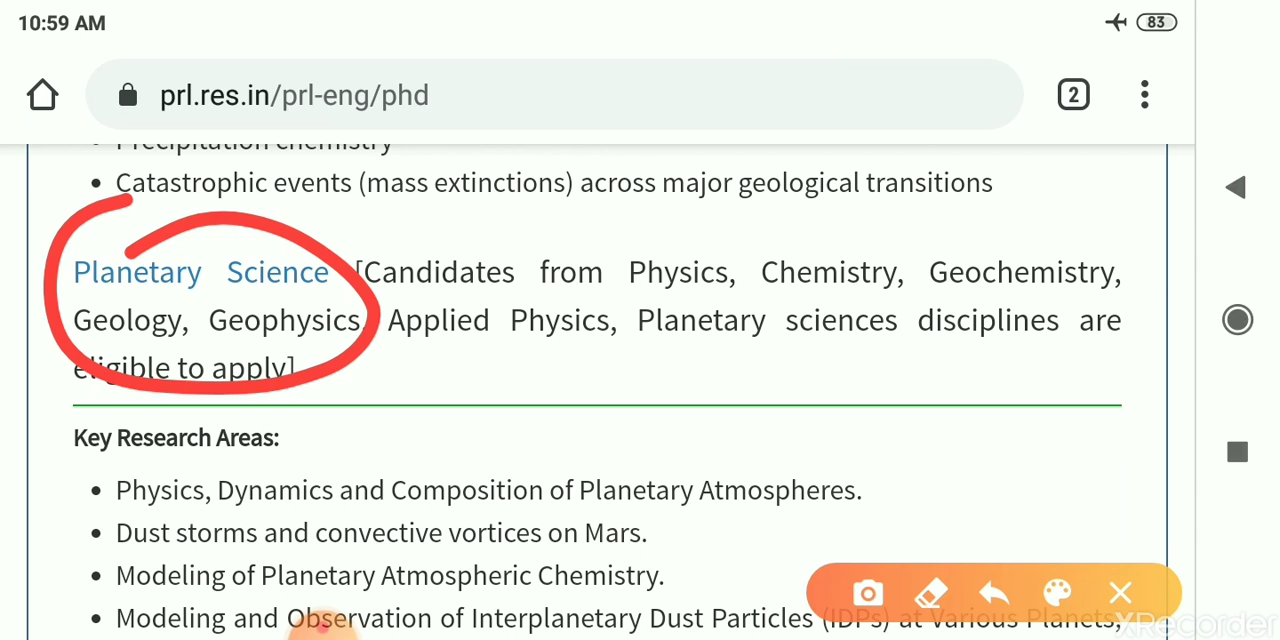 10:59 AM
83
prl.res.in/prl-eng/phd
2
Precipitation chemistry
• Catastrophic events (mass extinctions) across major geological transitions
Planetary Science [Candidates from Physics, Chemistry, Geochemistry,
Geology, Geophysics, Applied Physics, Planetary sciences disciplines are
eligible to apply]
Key Research Areas:
• Physics, Dynamics and Composition of Planetary Atmospheres.
• Dust storms and convective vortices on Mars.
• Modeling of Planetary Atmospheric Chemistry.
• Modeling and Observation of Interplanetary Dust Particles (IDPs) at Various Planets,
XRecorder